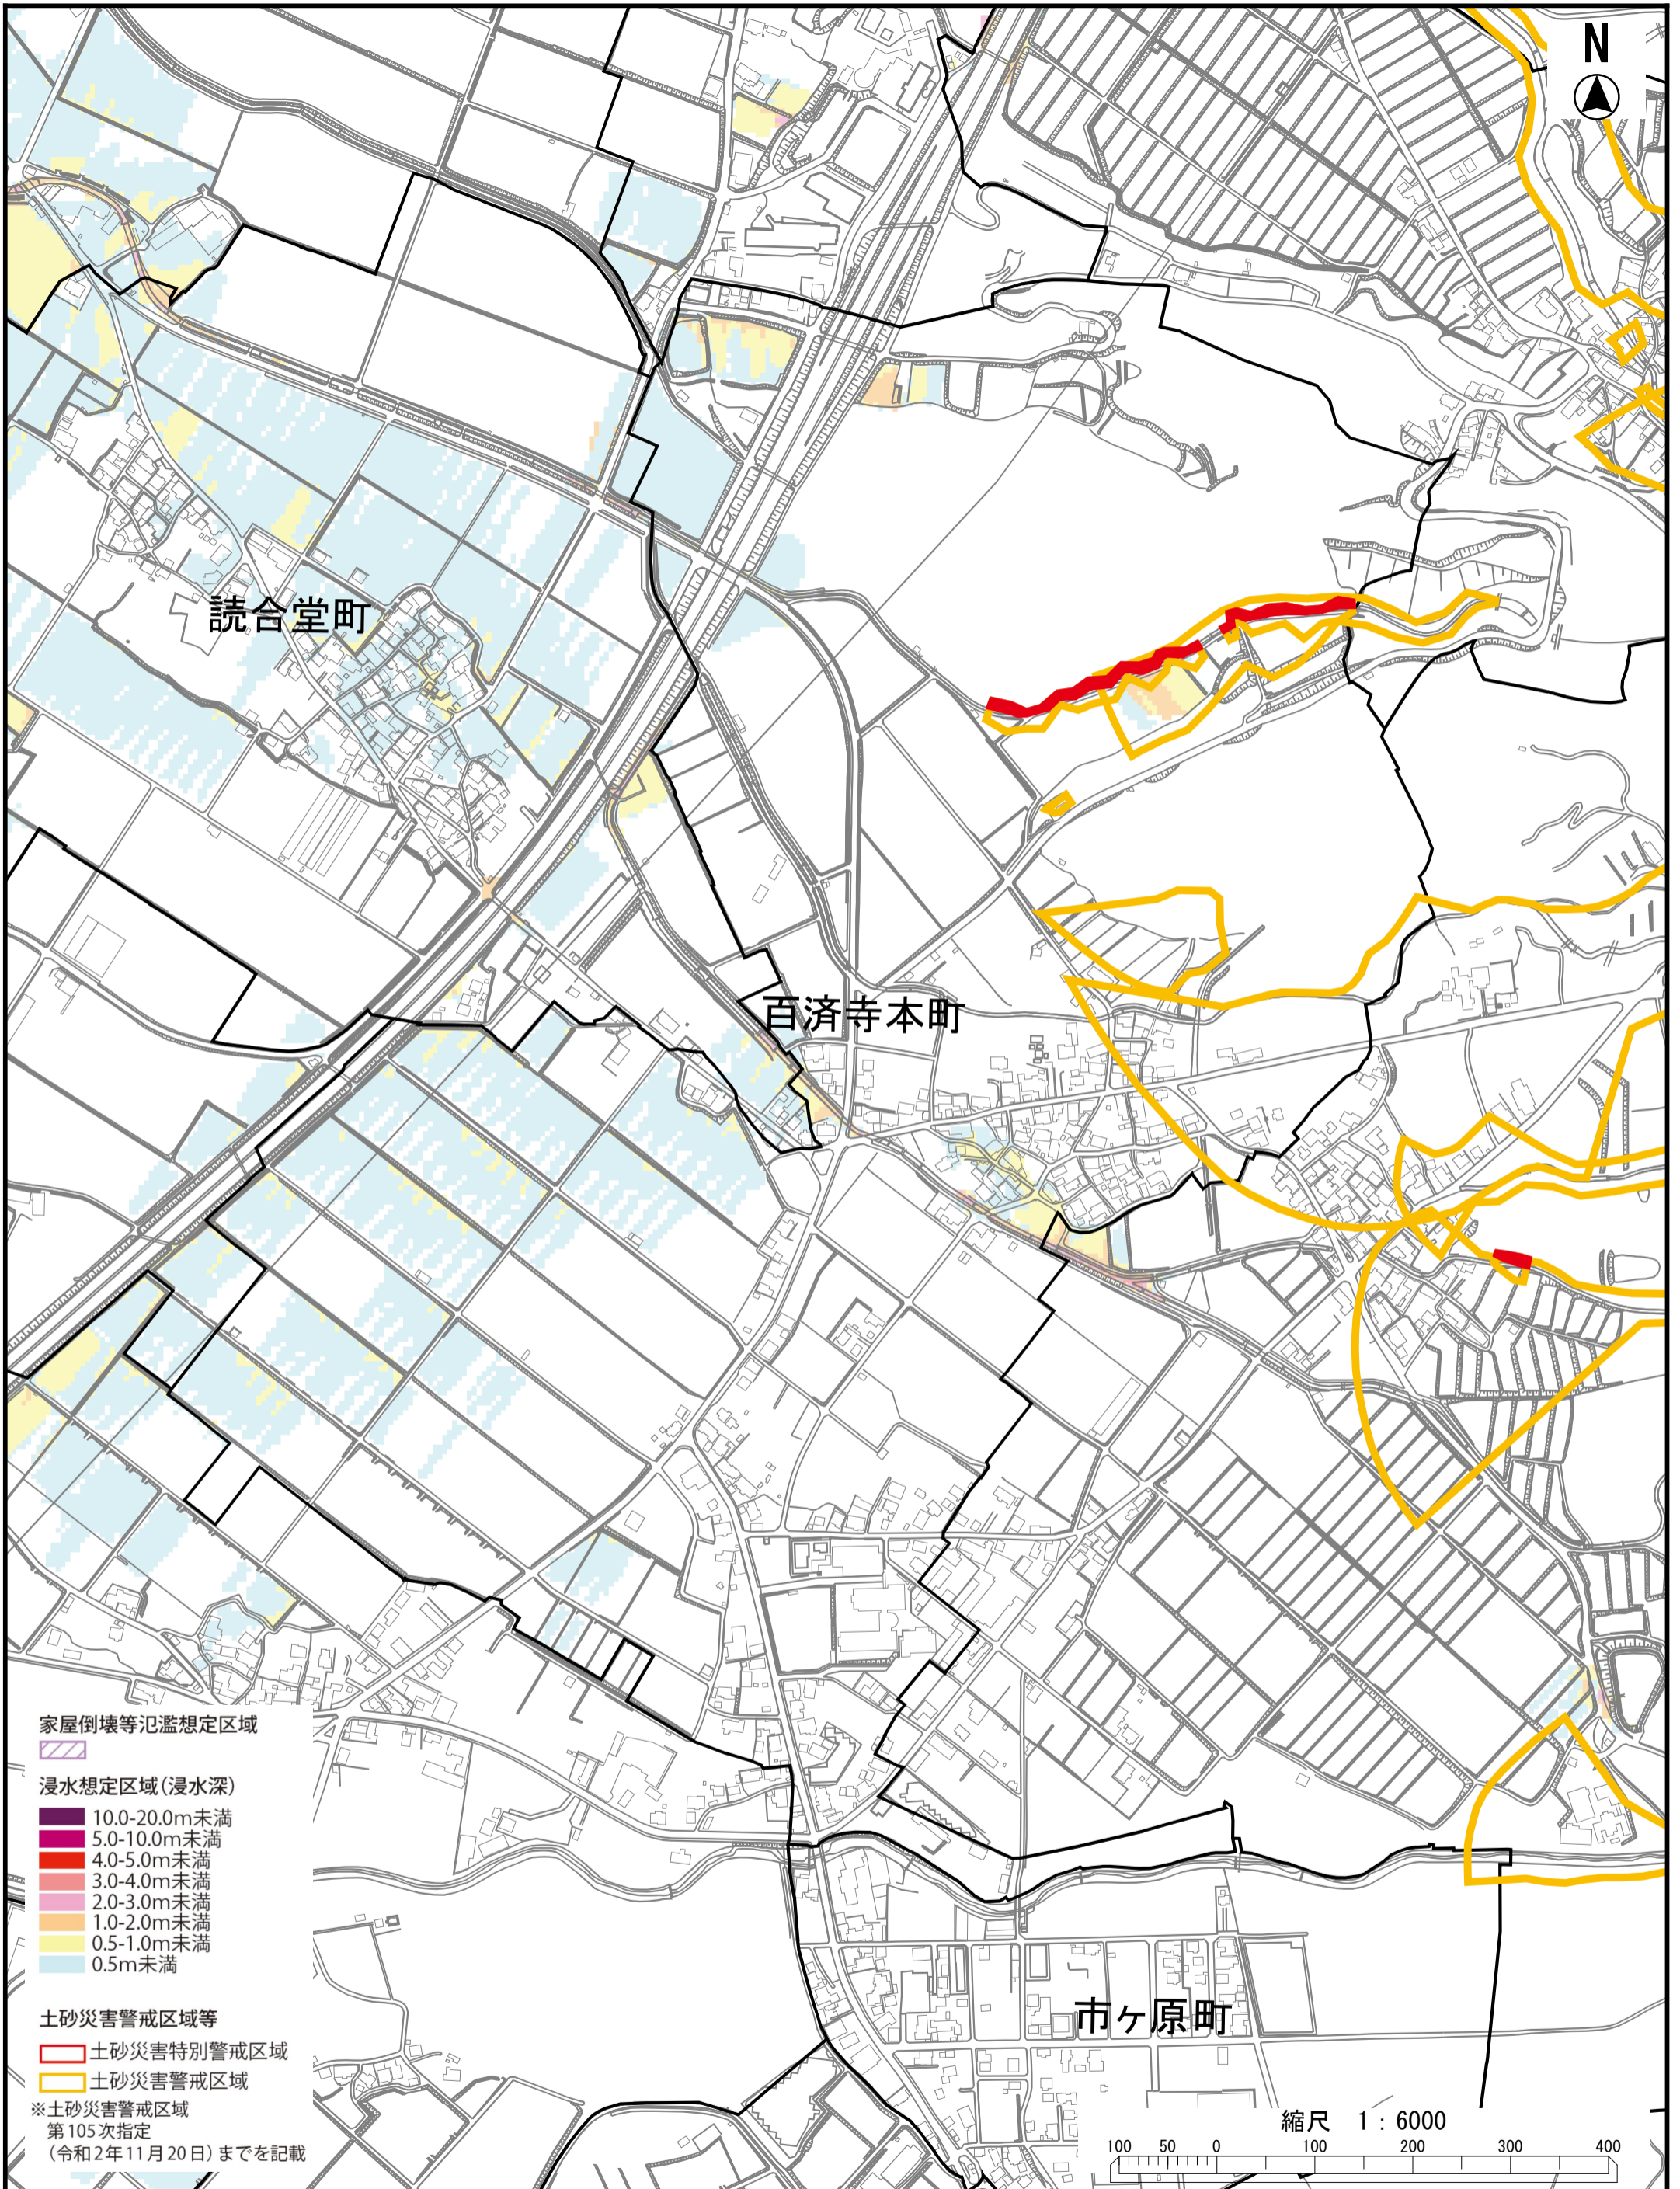 N
読合堂町
百済寺本町
市ヶ原町
家屋倒壊等氾濫想定区域
浸水想定区域(浸水深)
10.0-20.0m未満
5.0-10.0m未満
4.0-5.0m未満
3.0-4.0m未満
2.0-3.0m未満
1.0-2.0m未満
0.5-1.0m未満
0.5m未満
土砂災害警戒区域等
土砂災害特別警戒区域
土砂災害警戒区域
※土砂災害警戒区域
第105次指定
(令和2年11月20日)までを記載
縮尺 1:6000
100 50 0 100 200 300 400